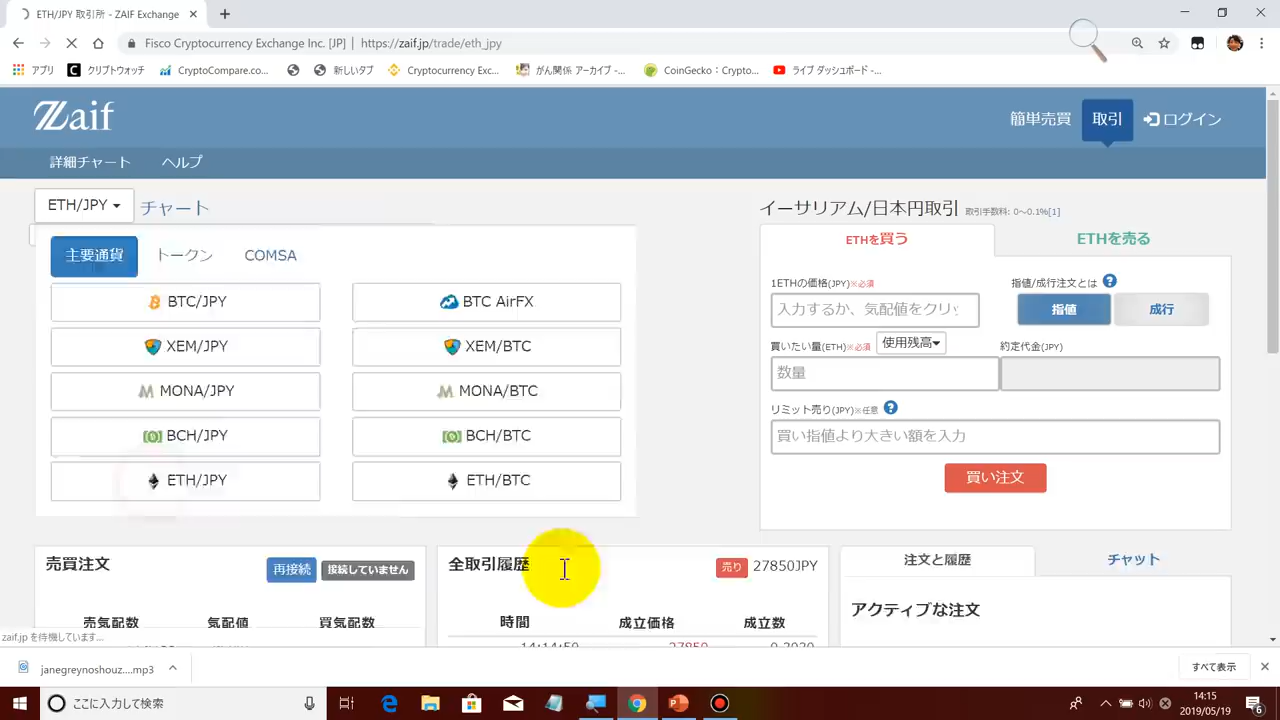 ETH/JPY 取引所 - ZAIF Exchange
Fisco Cryptocurrency Exchange Inc. [JP] | https://zaif.jp/trade/eth_jpy
アプリ クリプトウォッチ CryptoCompare.co... 新しいタブ Cryptocurrency Exc... がん関係 アーカイブ -... CoinGecko：Crypto... ライブ ダッシュボード -...
Zaif
簡単売買 取引 ログイン
詳細チャート ヘルプ
ETH/JPY チャート
イーサリアム/日本円取引 取引手数料: 0～0.1%[1]
主要通貨 トークン COMSA
ETHを買う ETHを売る
1ETHの価格(JPY)※必須 指値/成行注文とは ?
BTC/JPY BTC AirFX
入力するか、気配値をクリッ 指値 成行
XEM/JPY XEM/BTC
買いたい量(ETH)※必須 使用残高 約定代金(JPY)
数量
MONA/JPY MONA/BTC
リミット売り(JPY)※任意 ?
BCH/JPY BCH/BTC
買い指値より大きい額を入力
ETH/JPY ETH/BTC
買い注文
売買注文 再接続 接続していません
全取引履歴 売り 27850JPY
注文と履歴 チャット
アクティブな注文
売気配数 気配値 買気配数
時間 成立価格 成立数
zaif.jp を待機しています...
14:14:59 27850
janegreynoshouz....mp3
すべて表示
ここに入力して検索
14:15
2019/05/19
6